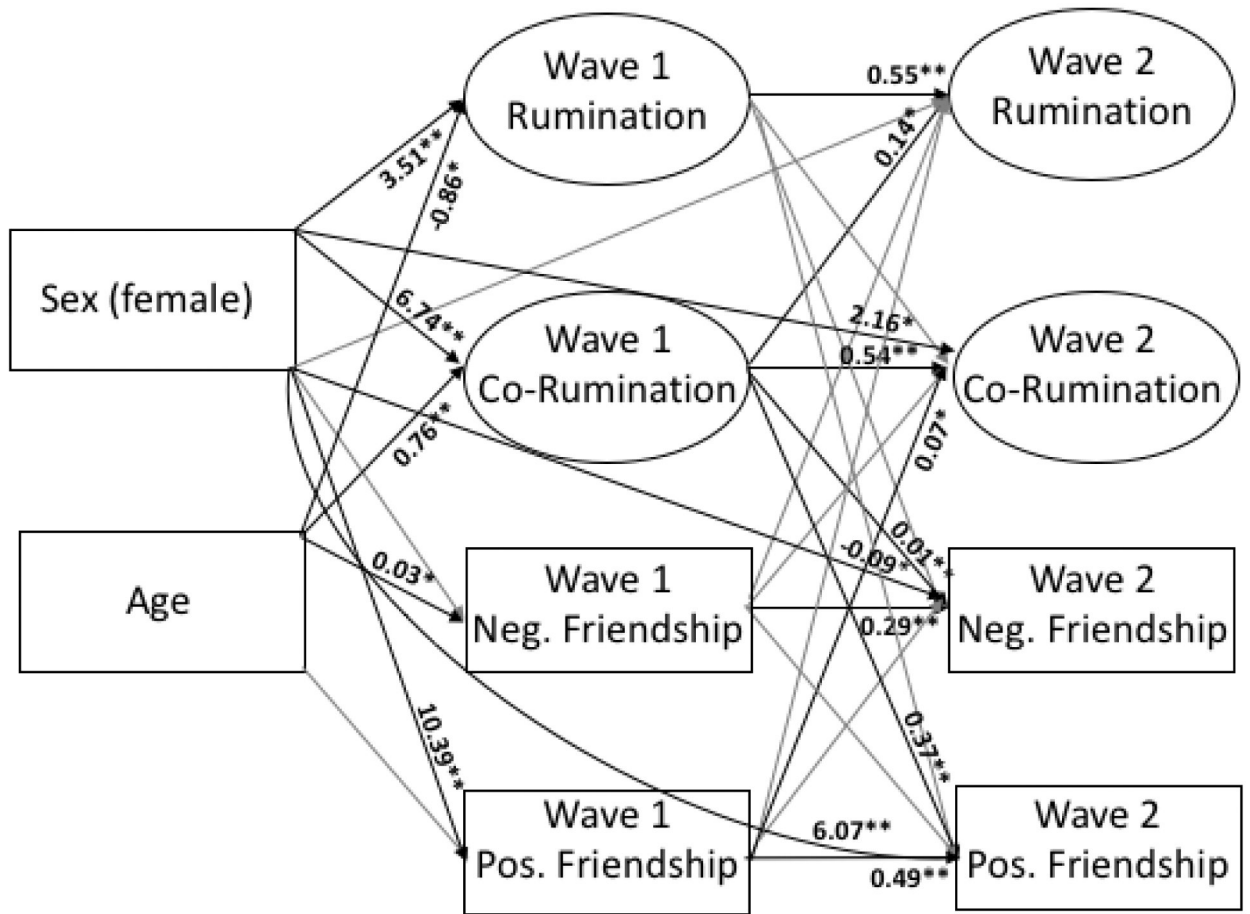 Wave 1
Rumination
0.55**
Wave 2
Rumination
3.51**
-0.86*
0.14*
Sex (female)
6.74**
2.16*
Wave 1
Co-Rumination
0.54**
Wave 2
Co-Rumination
0.76**
0.07*
Age
0.03*
Wave 1
Neg. Friendship
0.01**
-0.09*
0.29**
Wave 2
Neg. Friendship
10.39**
0.37**
Wave 1
Pos. Friendship
6.07**
0.49**
Wave 2
Pos. Friendship